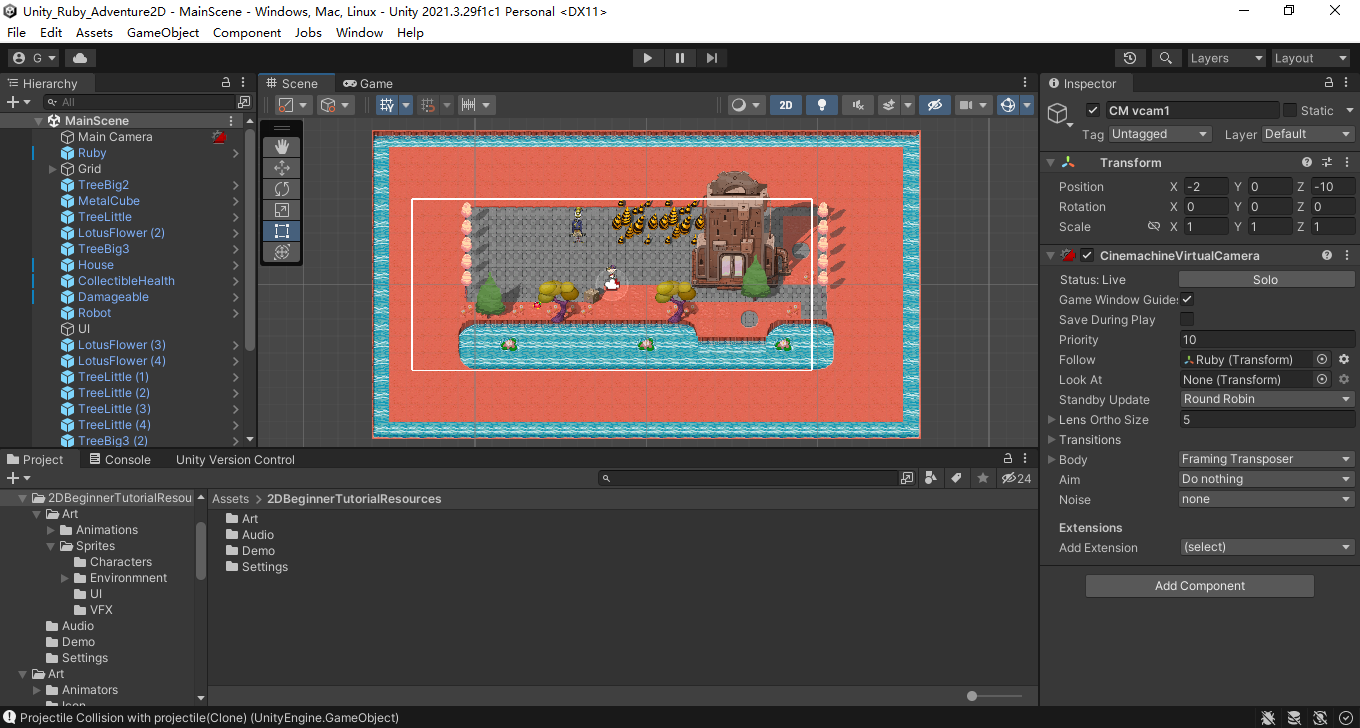 Unity_Ruby_Adventure2D - MainScene - Windows, Mac, Linux - Unity 2021.3.29f1c1 Personal <DX11>
File Edit Assets GameObject Component Jobs Window Help
G Layers Layout
Hierarchy
All
MainScene
Main Camera
Ruby
Grid
TreeBig2
MetalCube
TreeLittle
LotusFlower (2)
TreeBig3
House
CollectibleHealth
Damageable
Robot
UI
LotusFlower (3)
LotusFlower (4)
TreeLittle (1)
TreeLittle (2)
TreeLittle (3)
TreeLittle (4)
TreeBig3 (2)
Scene Game
2D
Inspector
CM vcam1 Static
Tag Untagged Layer Default
Transform
Position X -2 Y 0 Z -10
Rotation X 0 Y 0 Z 0
Scale X 1 Y 1 Z 1
CinemachineVirtualCamera
Status: Live Solo
Game Window Guides
Save During Play
Priority 10
Follow Ruby (Transform)
Look At None (Transform)
Standby Update Round Robin
Lens Ortho Size 5
Transitions
Body Framing Transposer
Aim Do nothing
Noise none
Extensions
Add Extension (select)
Add Component
Project Console Unity Version Control
24
2DBeginnerTutorialResou
Art
Animations
Sprites
Characters
Environmnent
UI
VFX
Audio
Demo
Settings
Art
Animators
Assets > 2DBeginnerTutorialResources
Art
Audio
Demo
Settings
Projectile Collision with projectile(Clone) (UnityEngine.GameObject)